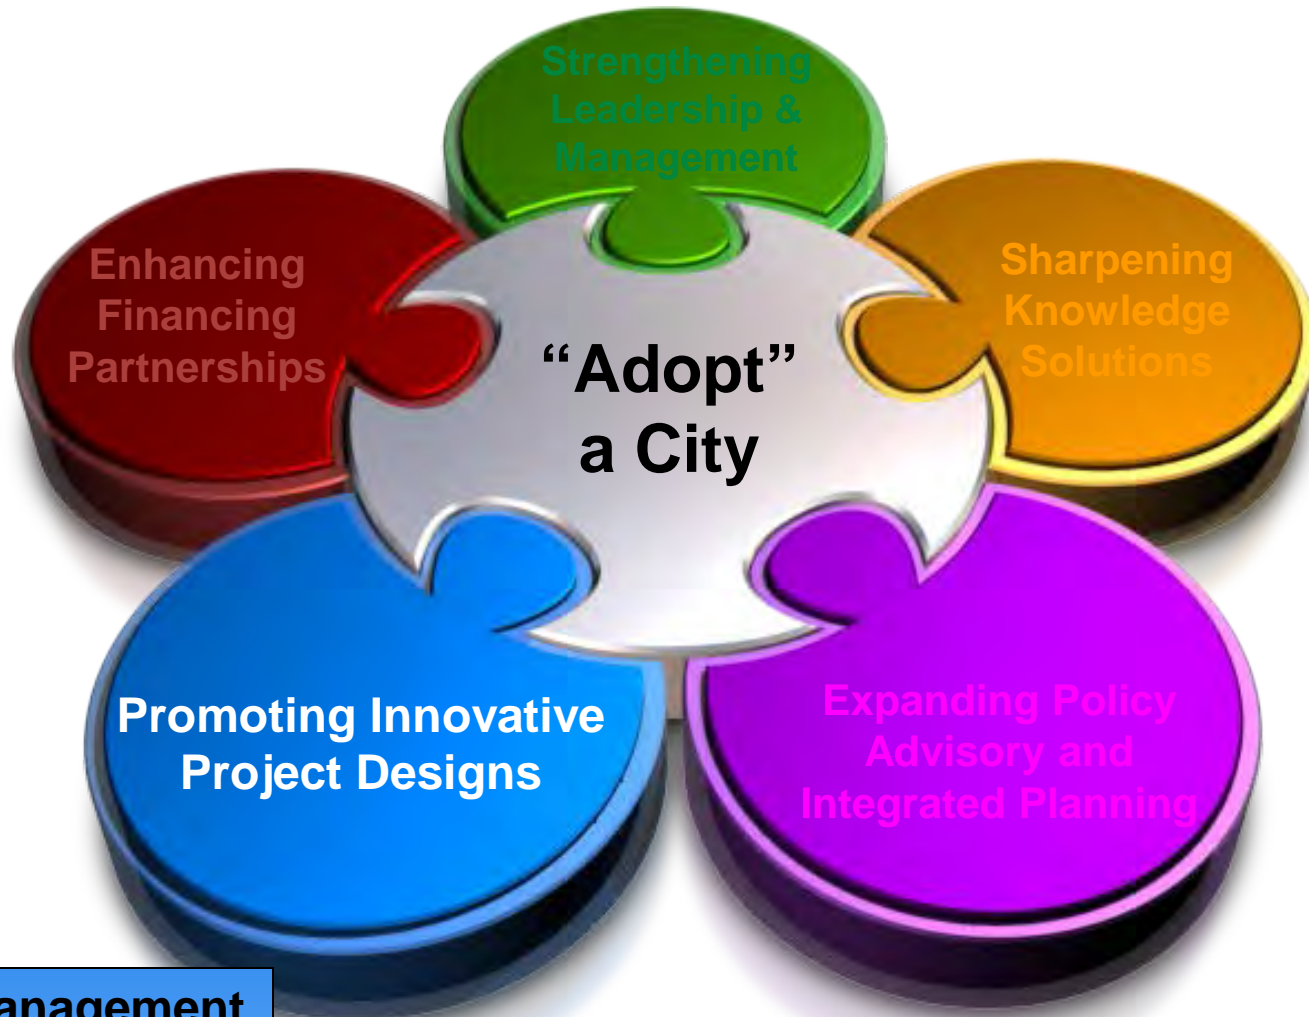 Strengthening
Leadership &
Management
Enhancing
Financing
Partnerships
Sharpening
Knowledge
Solutions
“Adopt”
a City
Promoting Innovative
Project Designs
Expanding Policy
Advisory and
Integrated Planning